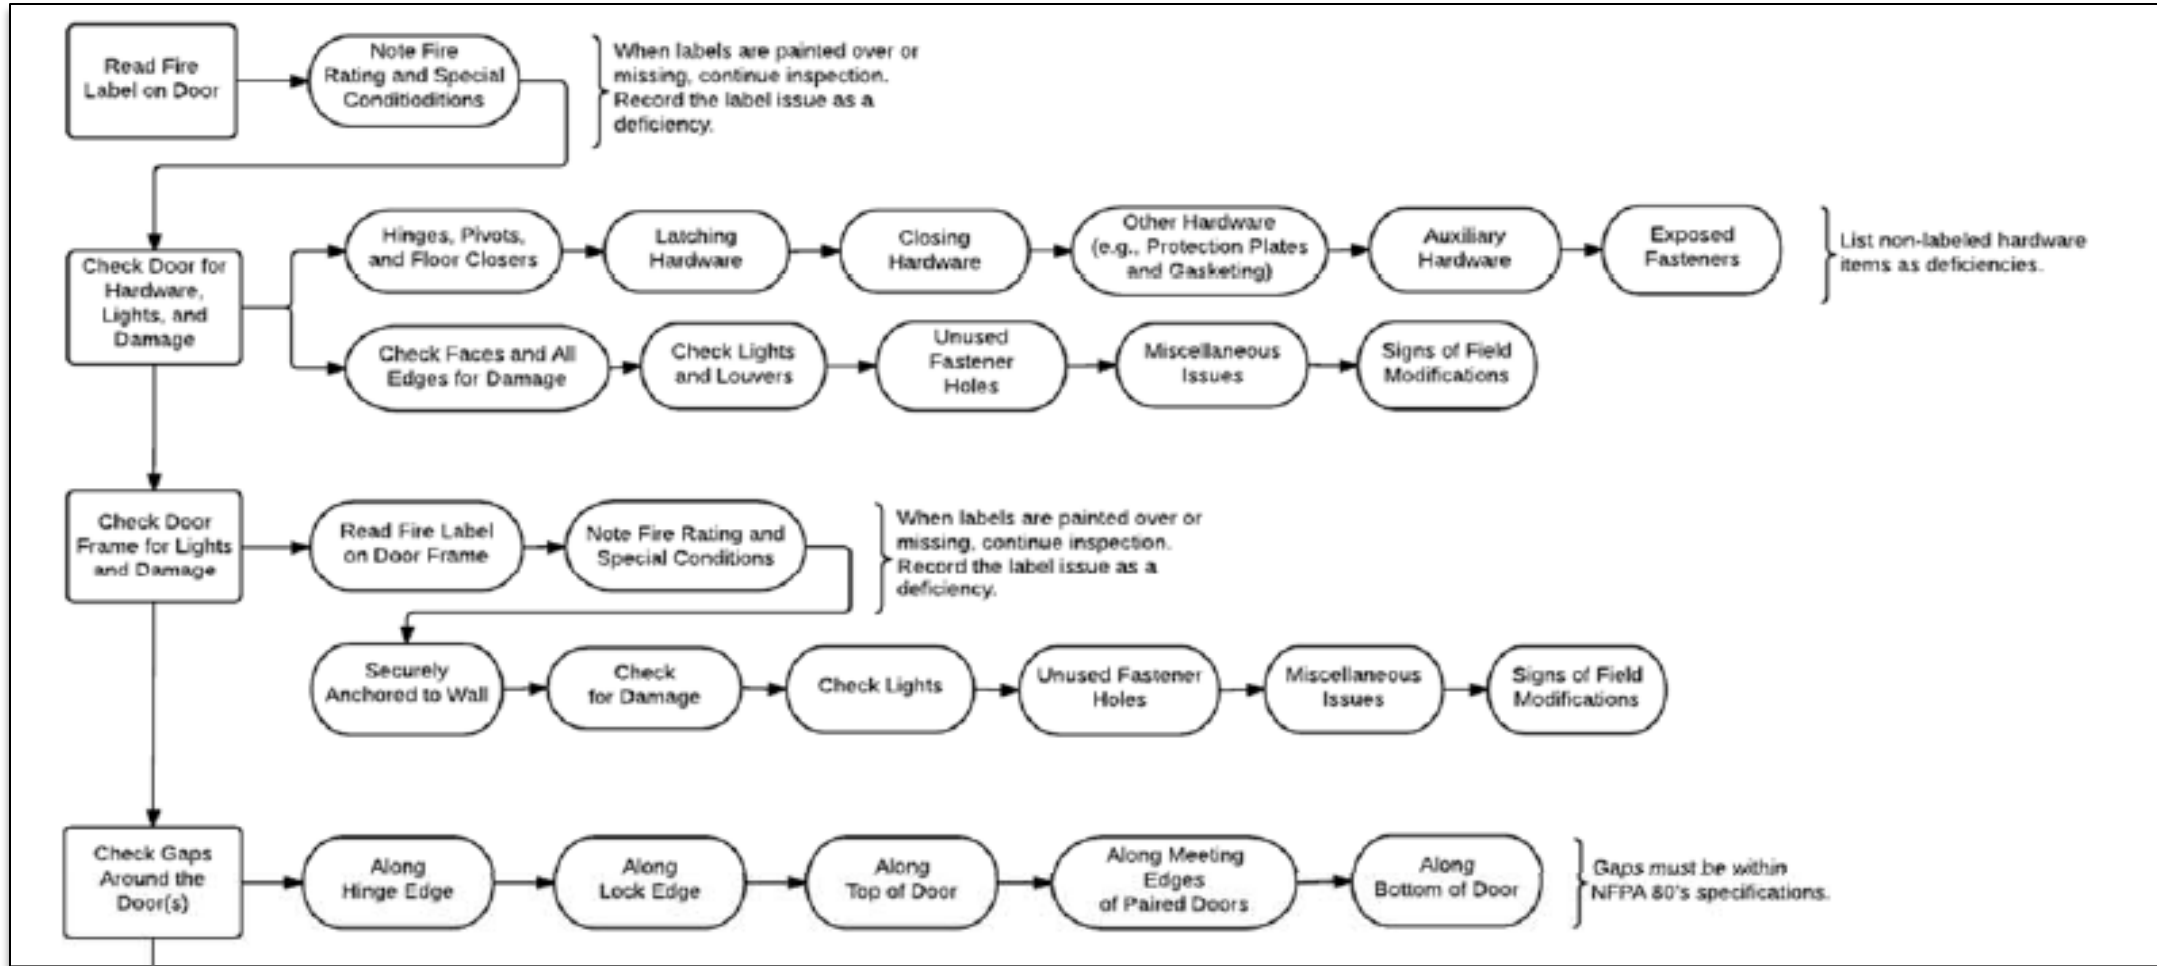 Read Fire
Label on Door
Note Fire
Rating and Special
Conditioditions
When labels are painted over or
missing, continue inspection.
Record the label issue as a
deficiency.
Check Door for
Hardware,
Lights, and
Damage
Hinges, Pivots,
and Floor Closers
Latching
Hardware
Closing
Hardware
Other Hardware
(e.g., Protection Plates
and Gasketing)
Auxiliary
Hardware
Exposed
Fasteners
List non-labeled hardware
items as deficiencies.
Check Faces and All
Edges for Damage
Check Lights
and Louvers
Unused
Fastener
Holes
Miscellaneous
Issues
Signs of Field
Modifications
Check Door
Frame for Lights
and Damage
Read Fire Label
on Door Frame
Note Fire Rating and
Special Conditions
When labels are painted over or
missing, continue inspection.
Record the label issue as a
deficiency.
Securely
Anchored to Wall
Check
for Damage
Check Lights
Unused Fastener
Holes
Miscellaneous
Issues
Signs of Field
Modifications
Check Gaps
Around the
Door(s)
Along
Hinge Edge
Along
Lock Edge
Along
Top of Door
Along Meeting
Edges
of Paired Doors
Along
Bottom of Door
Gaps must be within
NFPA 80's specifications.